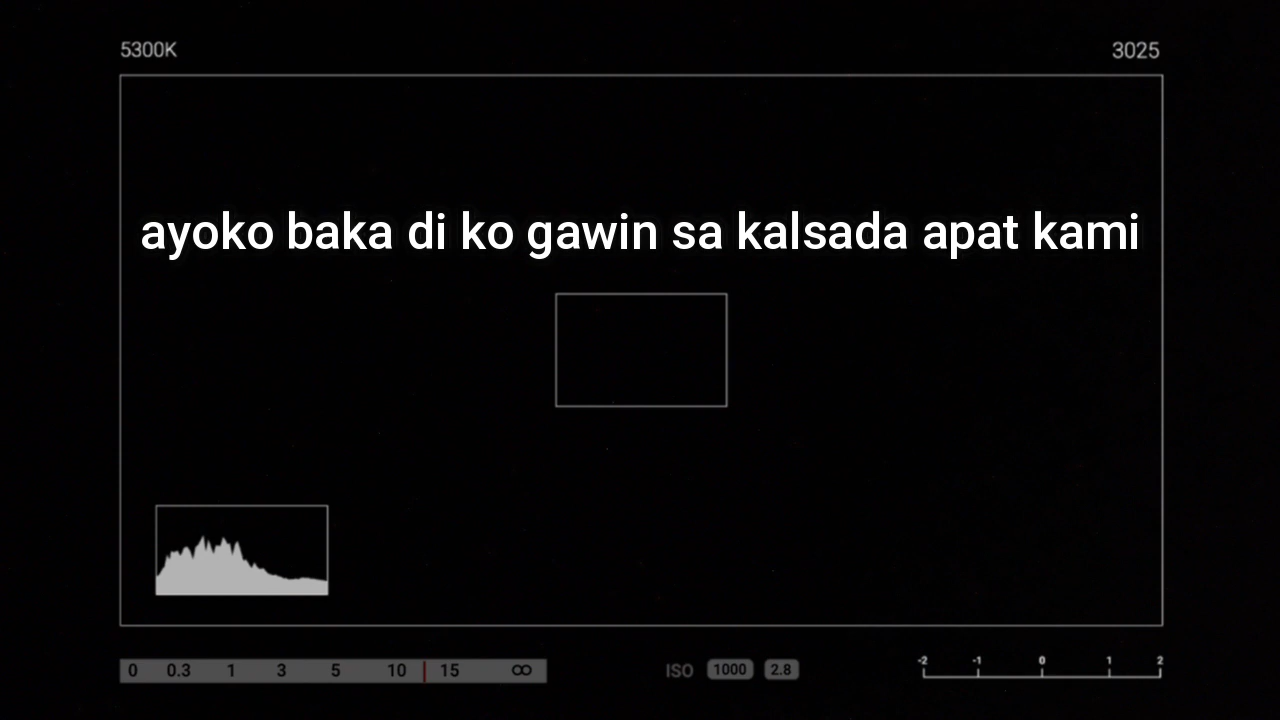 5300K 3025
ayoko baka di ko gawin sa kalsada apat kami
0 0.3 1 3 5 10 15 ∞ ISO 1000 2.8 -2 -1 0 1 2